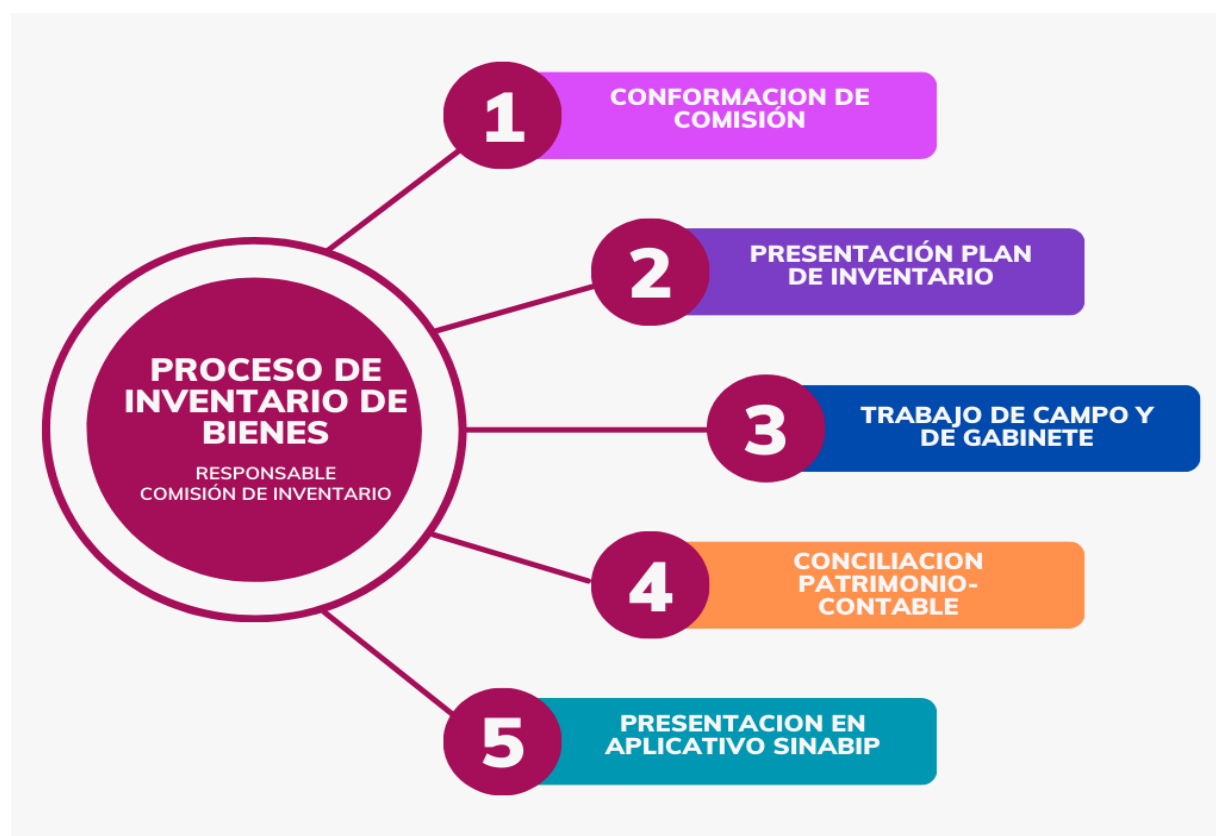 1
CONFORMACION DE
COMISIÓN
2
PRESENTACIÓN PLAN
DE INVENTARIO
PROCESO DE
INVENTARIO DE
BIENES
RESPONSABLE
COMISIÓN DE INVENTARIO
3
TRABAJO DE CAMPO Y
DE GABINETE
4
CONCILIACION
PATRIMONIO-
CONTABLE
5
PRESENTACION EN
APLICATIVO SINABIP